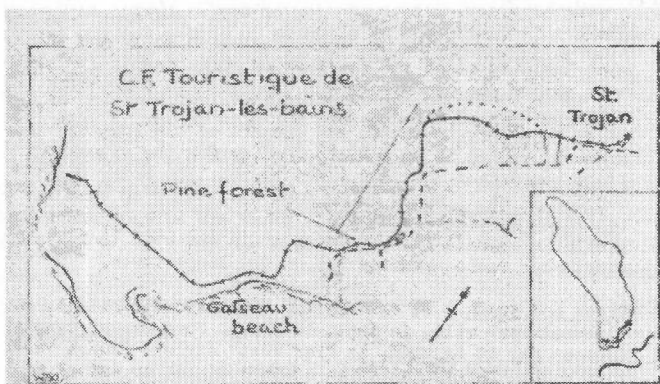 C.F. Touristique de
St Trojan-les-bains
St.
Trojan
Pine forest
Gatseau
beach